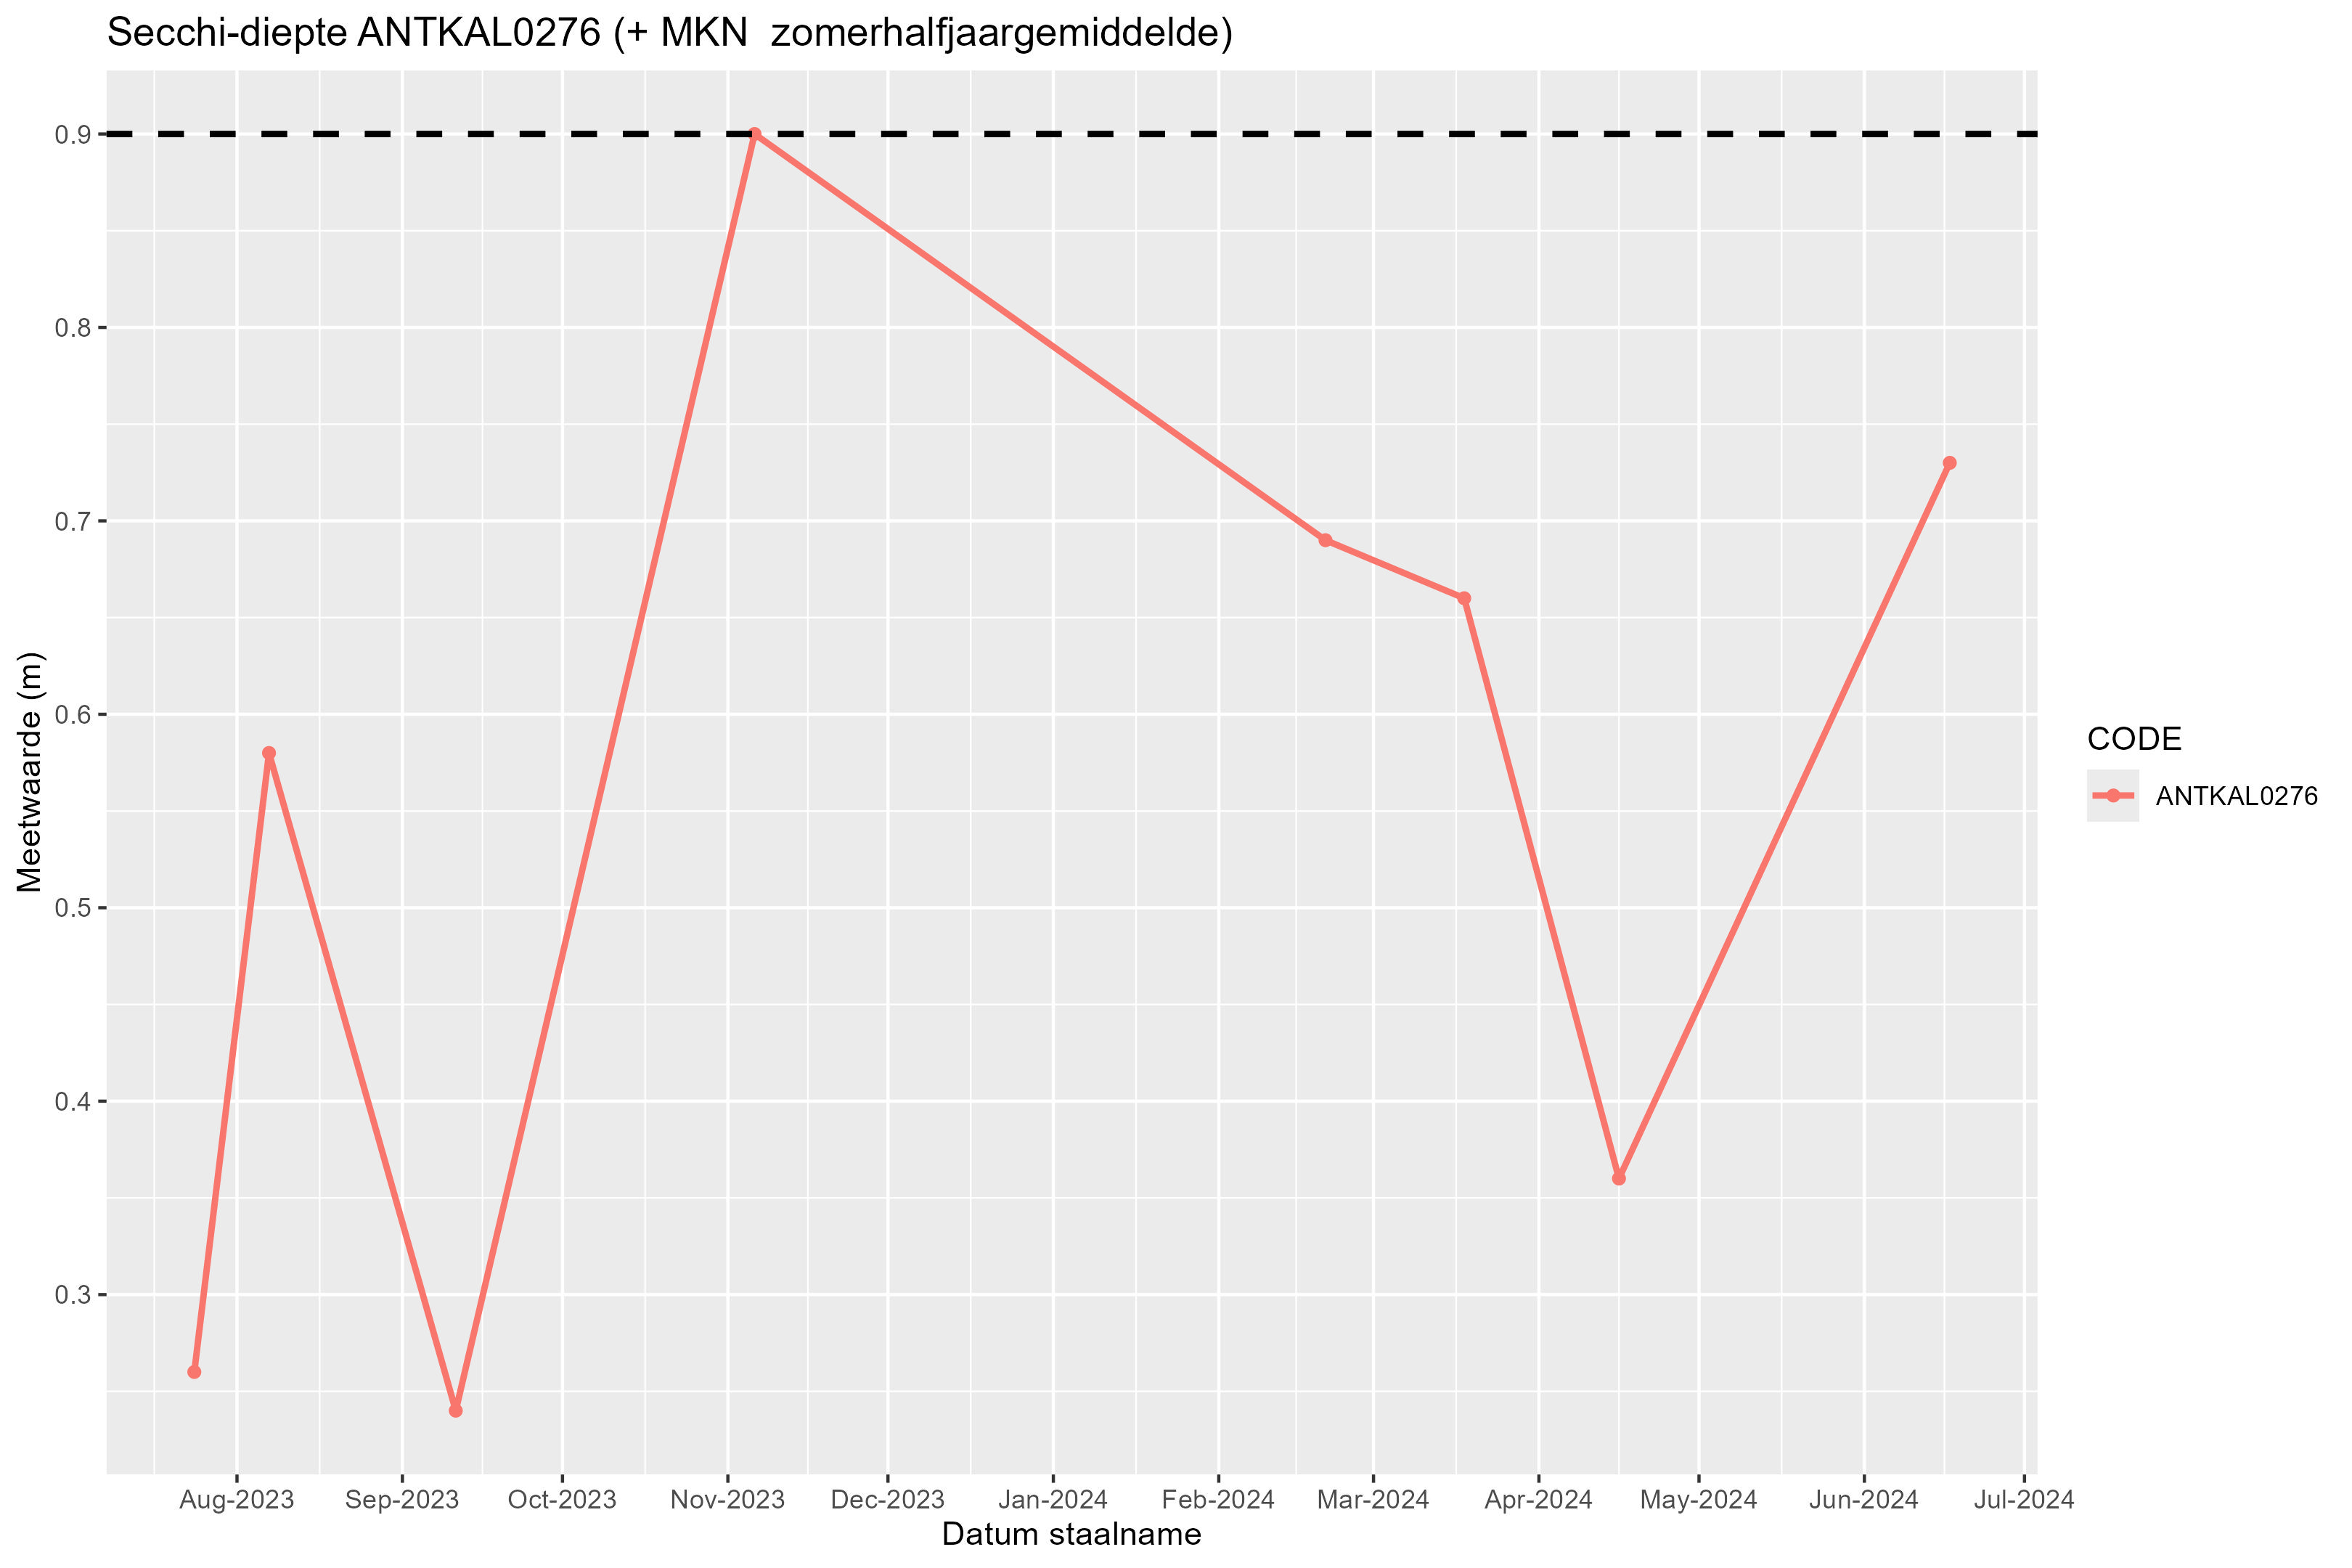 Secchi-diepte ANTKAL0276 (+ MKN  zomerhalfjaargemiddelde)
Meetwaarde (m)
0.9
0.8
0.7
0.6
0.5
0.4
0.3
Aug-2023 Sep-2023 Oct-2023 Nov-2023 Dec-2023 Jan-2024 Feb-2024 Mar-2024 Apr-2024 May-2024 Jun-2024 Jul-2024
Datum staalname
CODE
ANTKAL0276